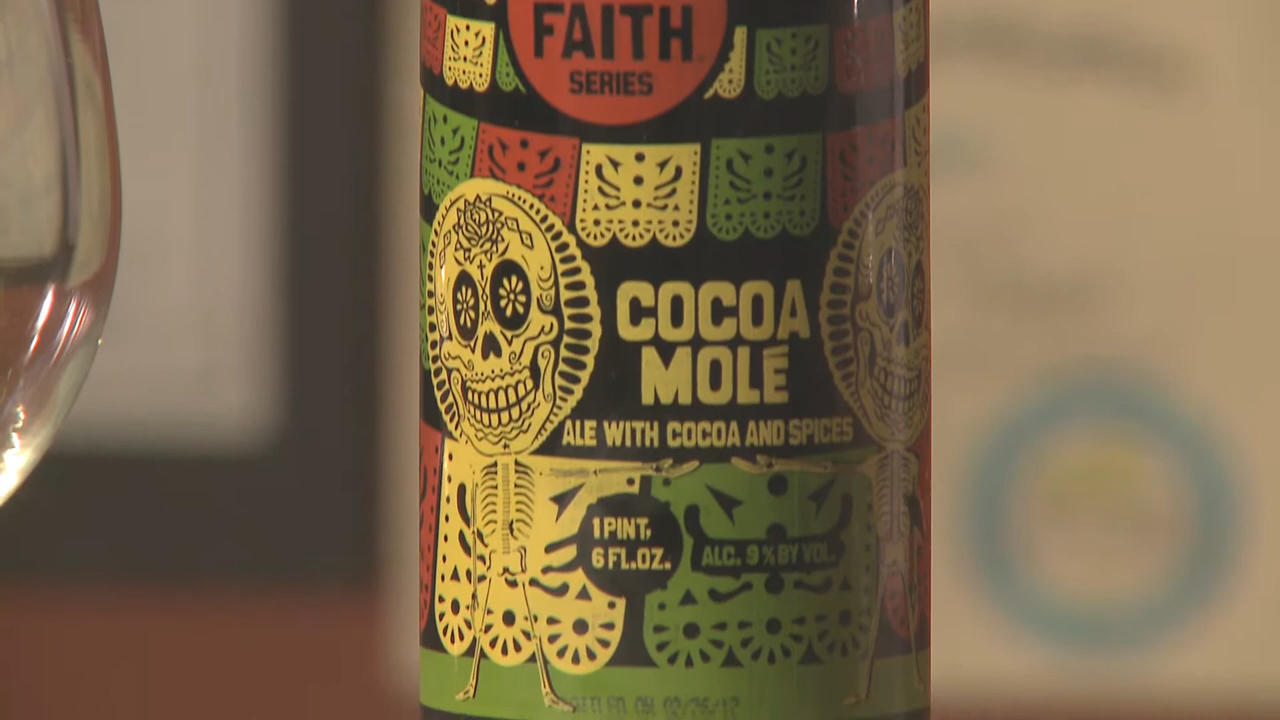 FAITH
SERIES
COCOA
MOLÉ
ALE WITH COCOA AND SPICES
1 PINT,
6 FL.OZ.
ALC. 9% BY VOL.